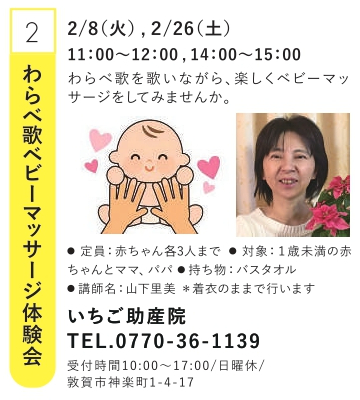 2
わらべ歌ベビーマッサージ体験会
2/8（火）, 2/26（土）
11：00〜12：00 , 14：00〜15：00
わらべ歌を歌いながら、楽しくベビーマッ
サージをしてみませんか。
● 定員：赤ちゃん各3人まで ● 対象：１歳未満の赤
ちゃんとママ、パパ ● 持ち物：バスタオル
● 講師名：山下里美 ＊着衣のままで行います
いちご助産院
TEL.0770-36-1139
受付時間10:00〜17:00/日曜休/
敦賀市神楽町1-4-17